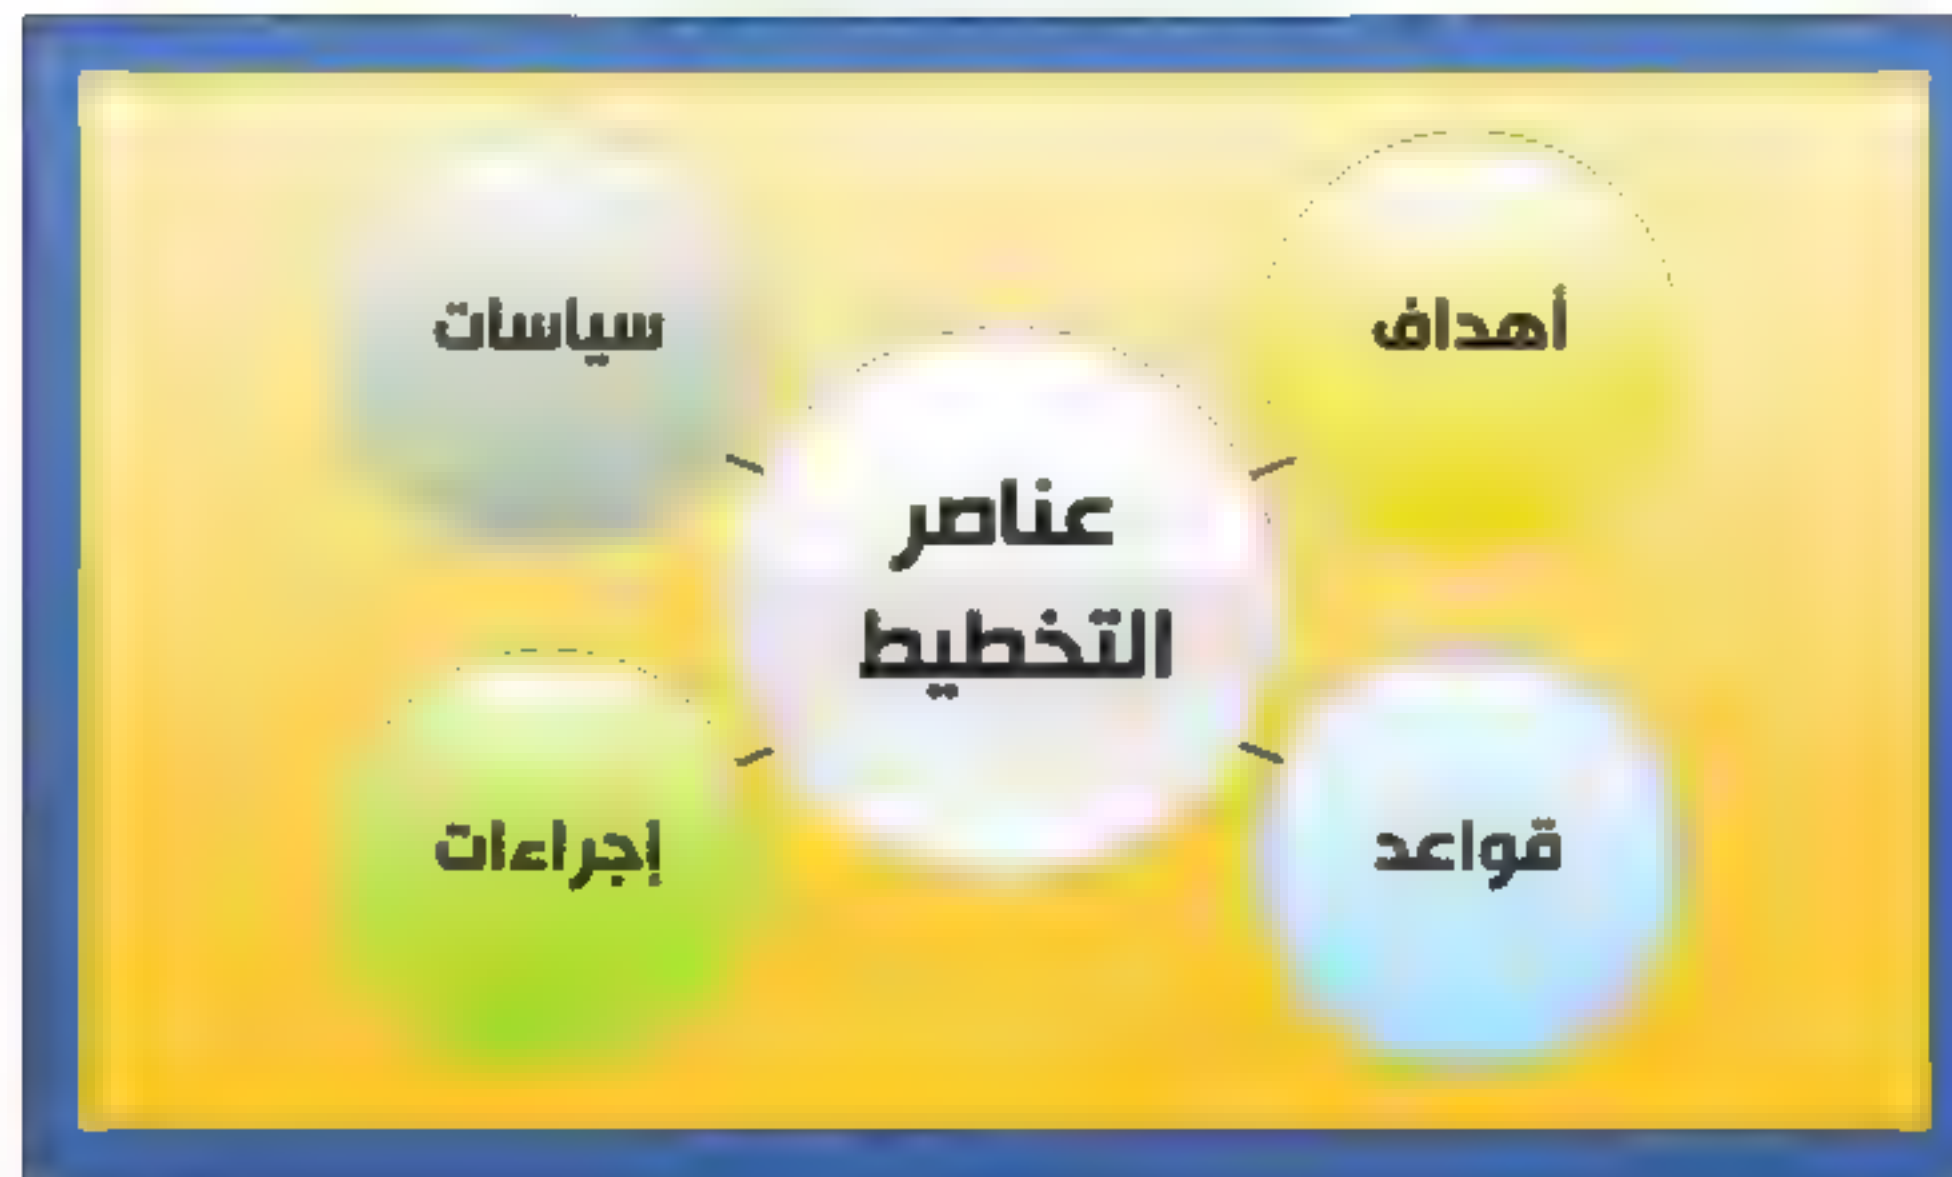 أهداف
سياسات
عناصر
التخطيط
قواعد
إجراءات